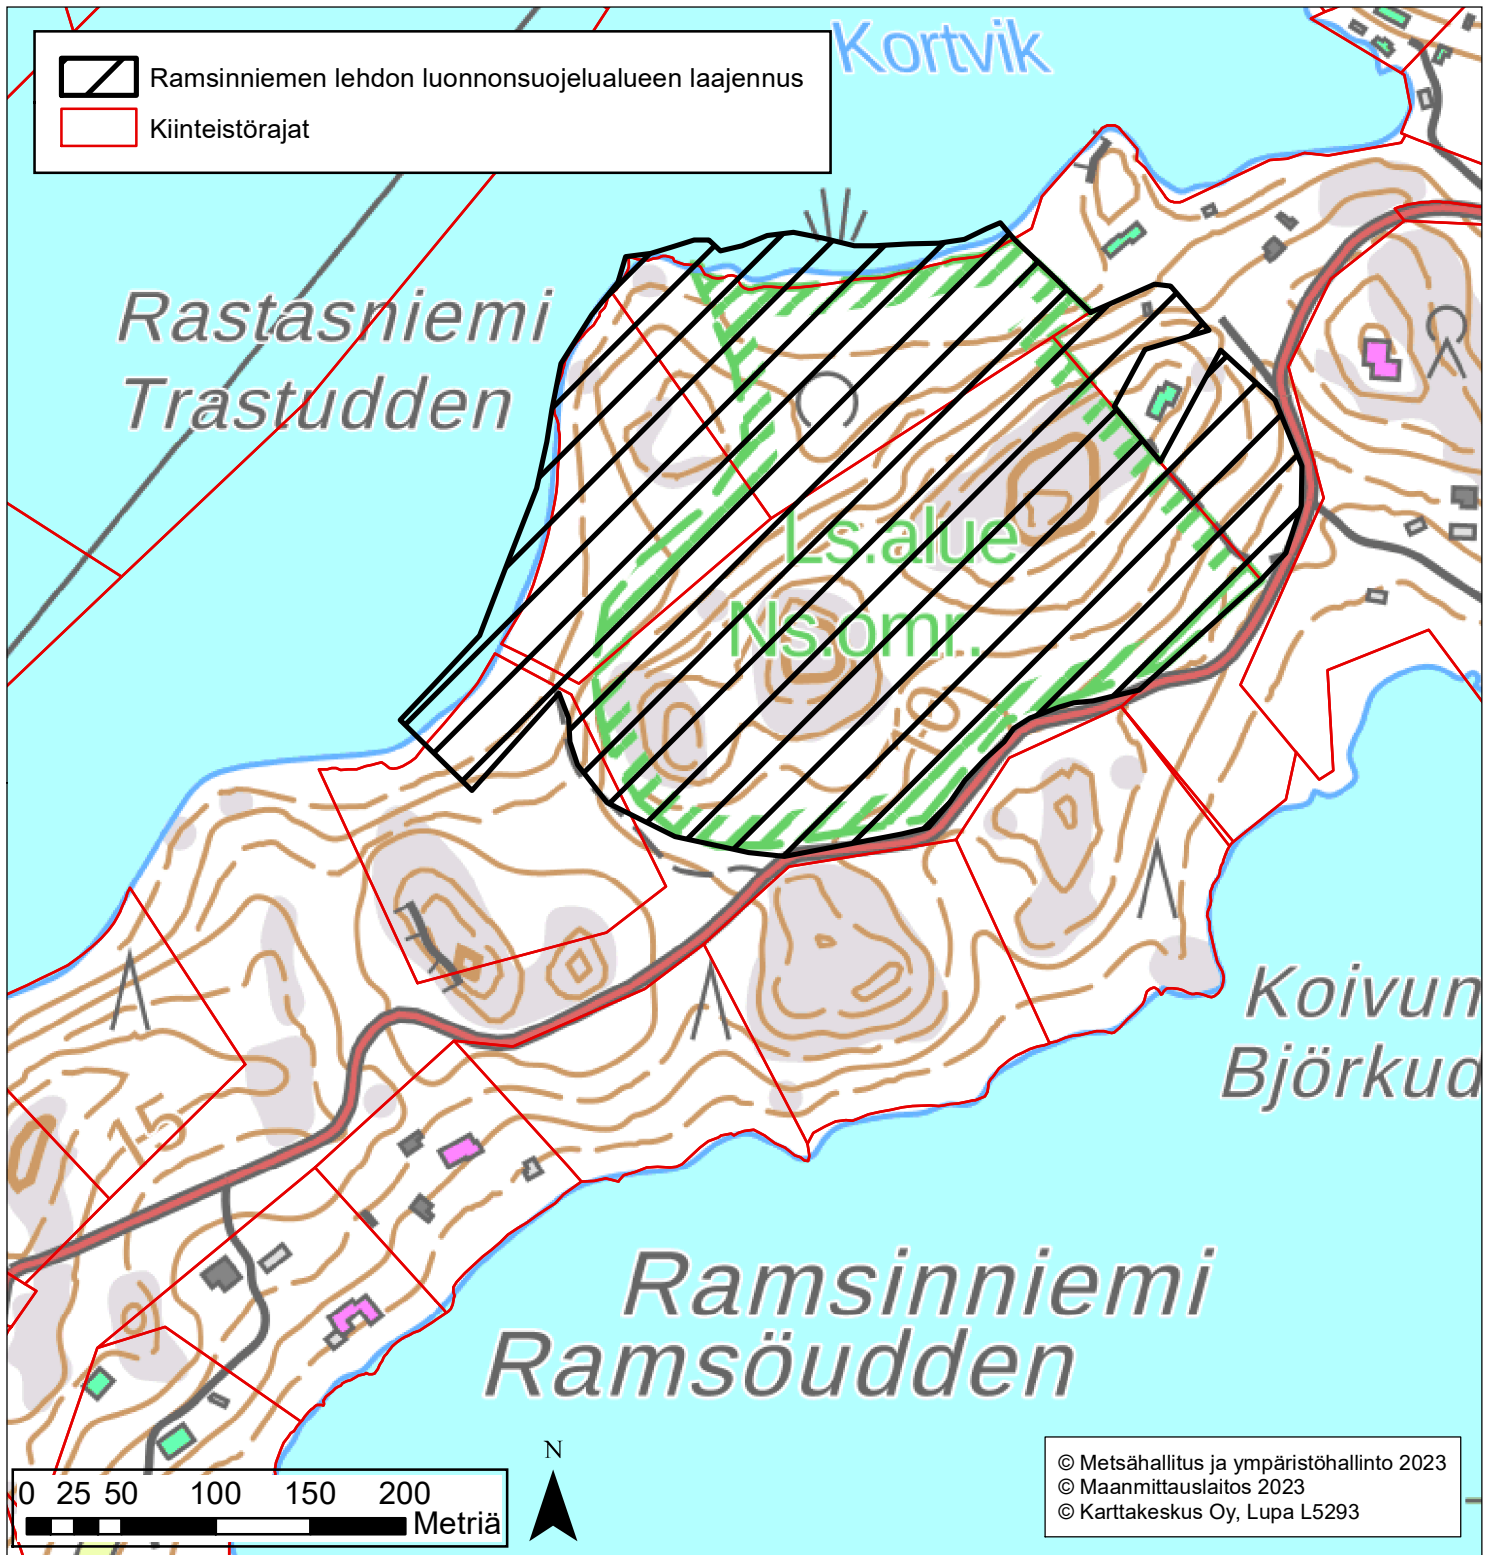 Kortvik
Ramsinniemen lehdon luonnonsuojelualueen laajennus
Kiinteistörajat
Rastasniemi
Trastudden
Ls.alue
Ns.omr.
10
Koivun
Björkud
15
Ramsinniemi
Ramsöudden
N
0 25 50 100 150 200
Metriä
© Metsähallitus ja ympäristöhallinto 2023
© Maanmittauslaitos 2023
© Karttakeskus Oy, Lupa L5293